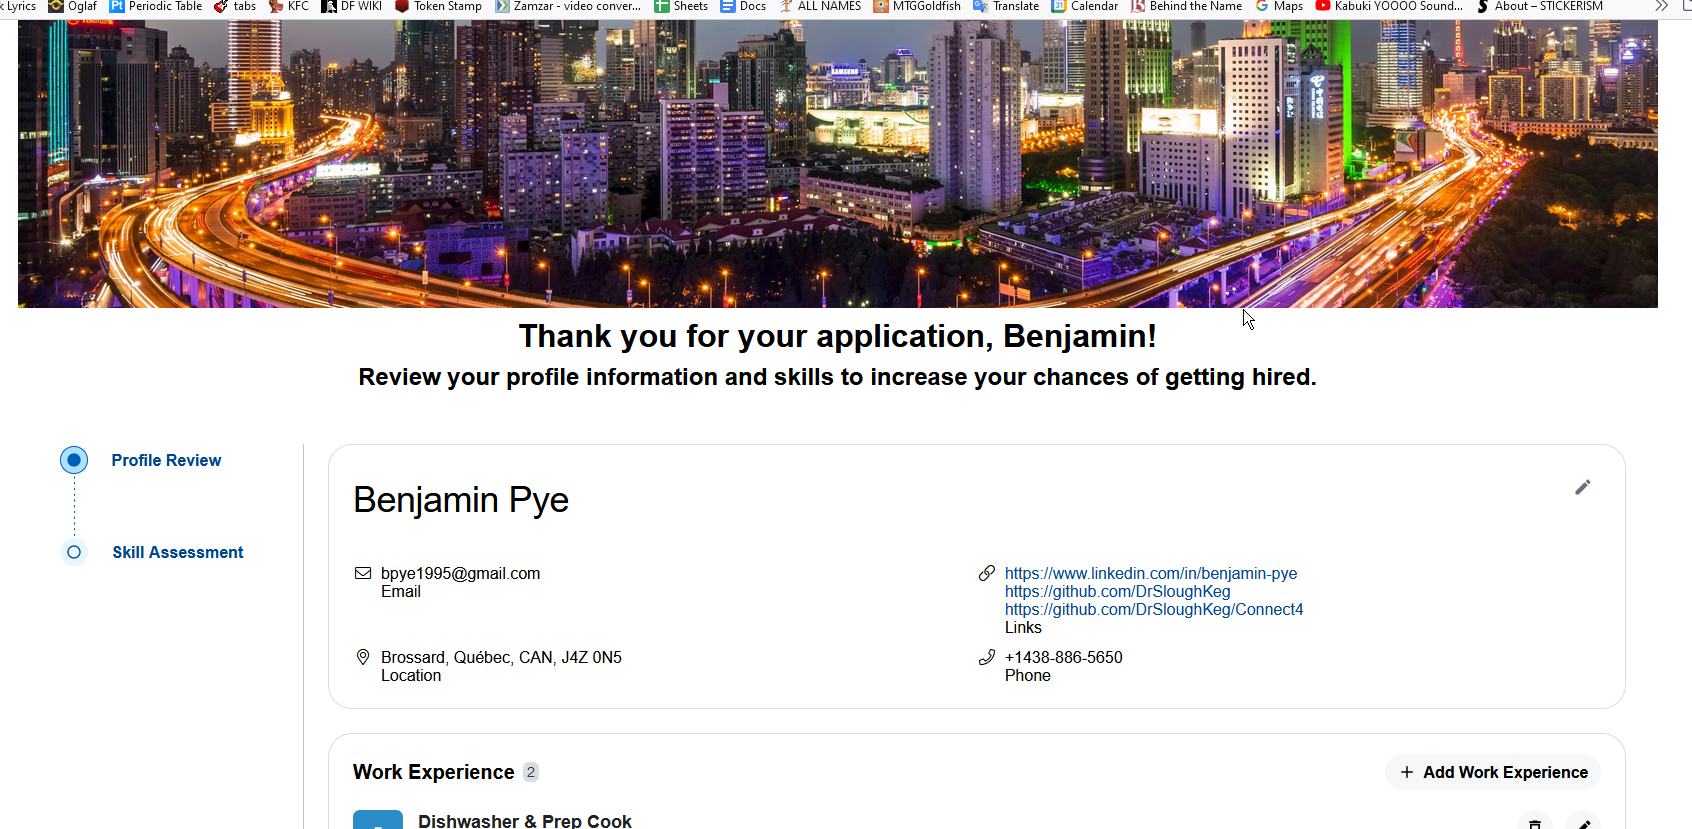 Lyrics Oglaf Pt Periodic Table tabs KFC DF WIKI Token Stamp Zamzar - video conver... Sheets Docs ALL NAMES MTGGoldfish Translate 31 Calendar Behind the Name Maps Kabuki YOOOO Sound... About – STICKERISM
SAMSUNG
Thank you for your application, Benjamin!
Review your profile information and skills to increase your chances of getting hired.
Profile Review
Skill Assessment
Benjamin Pye
bpye1995@gmail.com
Email
https://www.linkedin.com/in/benjamin-pye
https://github.com/DrSloughKeg
https://github.com/DrSloughKeg/Connect4
Links
Brossard, Québec, CAN, J4Z 0N5
Location
+1438-886-5650
Phone
Work Experience 2
+ Add Work Experience
Dishwasher & Prep Cook